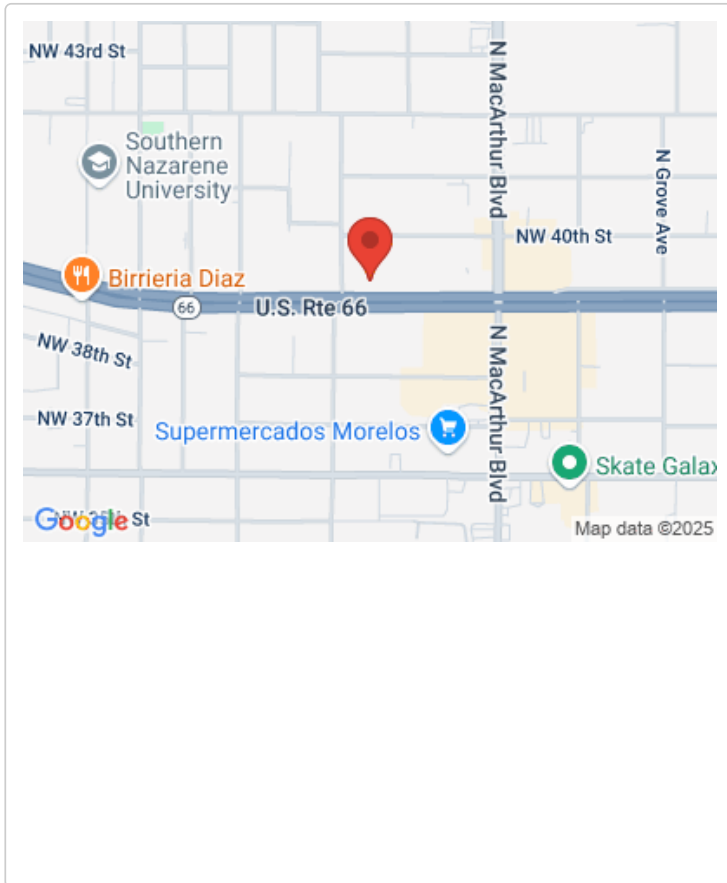 NW 43rd St
N MacArthur Blvd
Southern
Nazarene
University
N Grove Ave
NW 40th St
Birrieria Diaz
66
U.S. Rte 66
NW 38th St
N MacArthur Blvd
NW 37th St
Supermercados Morelos
Skate Galax
Google
NW
St
Map data ©2025